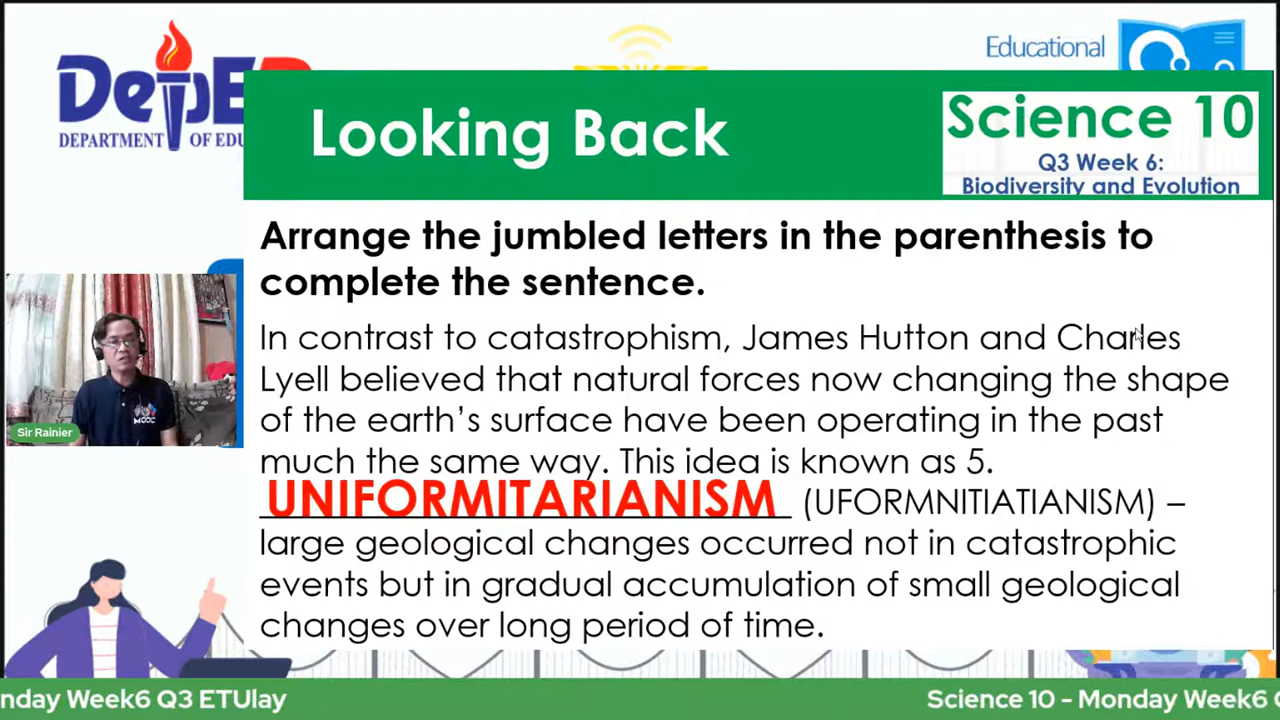 DepED
DEPARTMENT OF EDU
Educational
Looking Back
Science 10
Q3 Week 6:
Biodiversity and Evolution
Arrange the jumbled letters in the parenthesis to
complete the sentence.
In contrast to catastrophism, James Hutton and Charles
Lyell believed that natural forces now changing the shape
of the earth’s surface have been operating in the past
much the same way. This idea is known as 5.
UNIFORMITARIANISM (UFORMNITIATIANISM) –
large geological changes occurred not in catastrophic
events but in gradual accumulation of small geological
changes over long period of time.
MOOC
Sir Rainier
nday Week6 Q3 ETUlay
Science 10 - Monday Week6